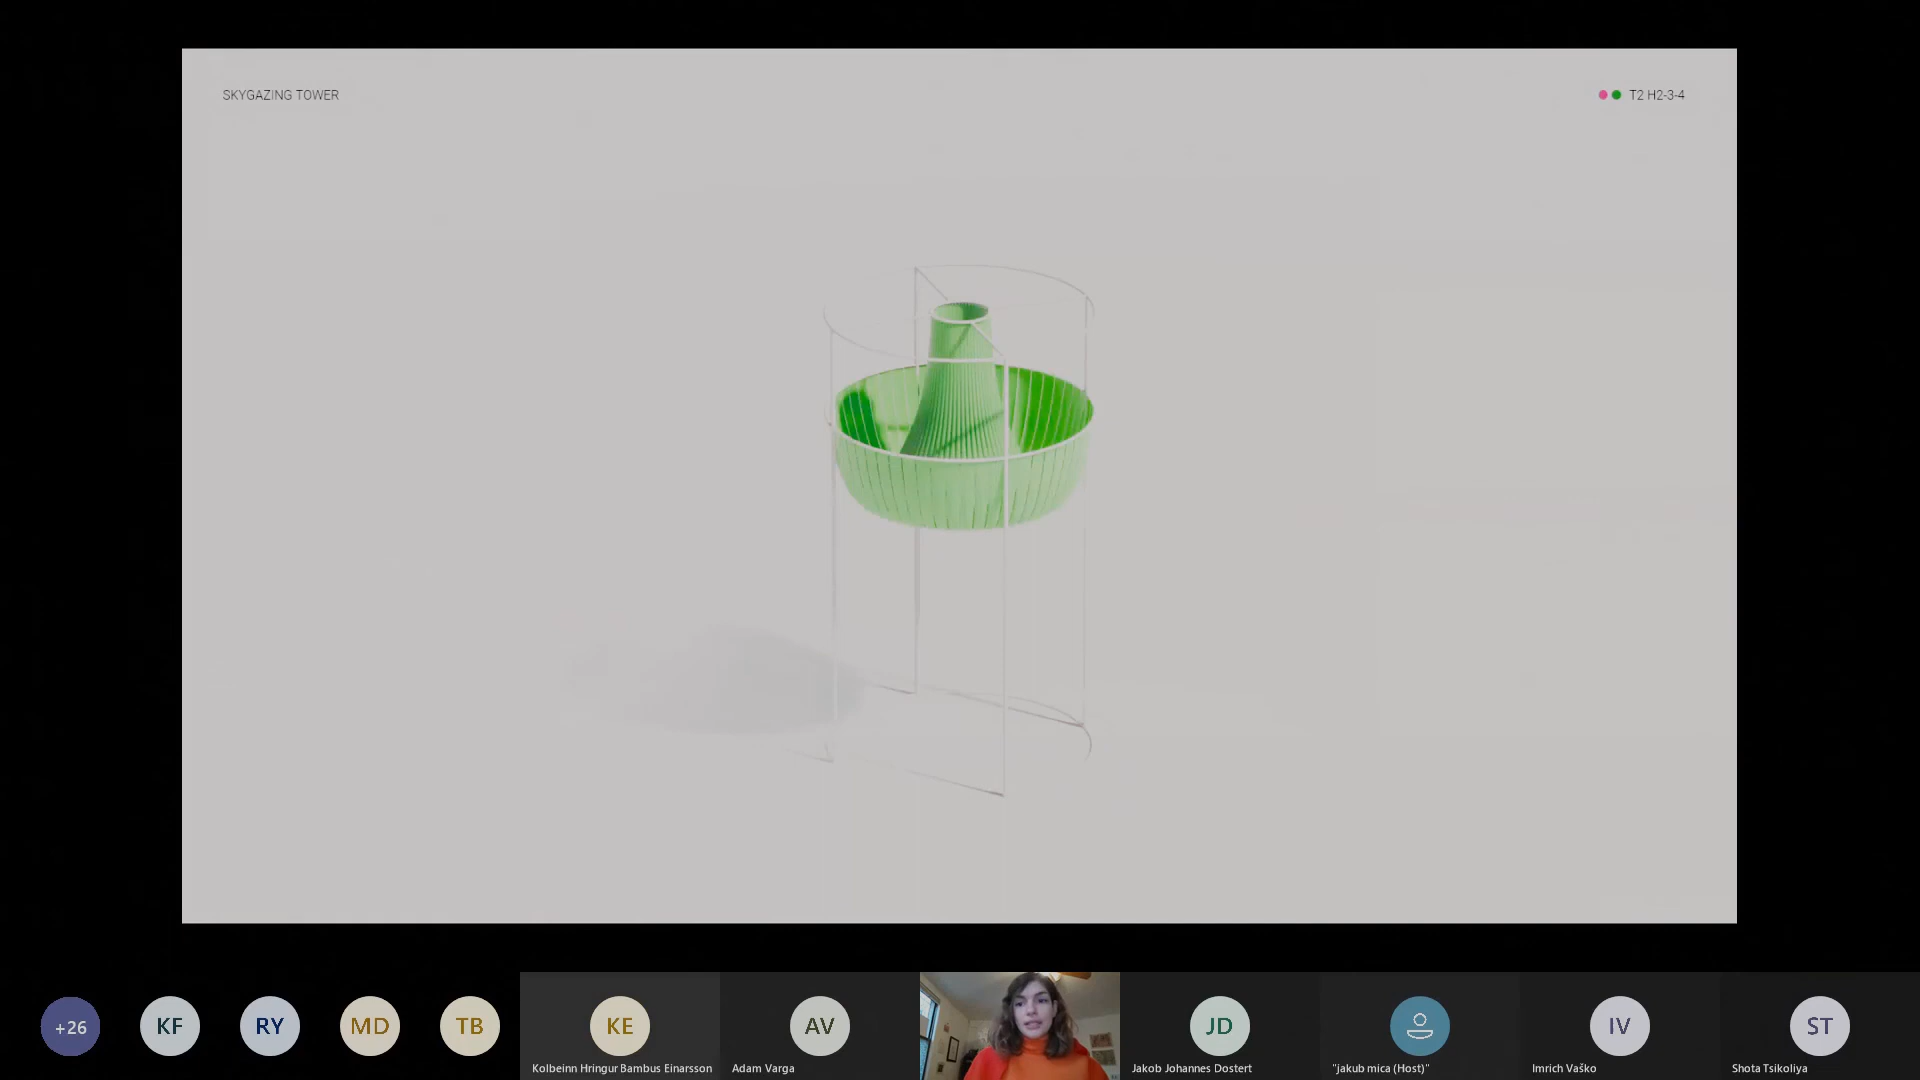 SKYGAZING TOWER
T2 H2-3-4
+26
KF
RY
MD
TB
KE
AV
JD
IV
ST
Kolbeinn Hringur Bambus Einarsson
Adam Varga
Jakob Johannes Dostert
"jakub mica (Host)"
Imrich Vaško
Shota Tsikoliya